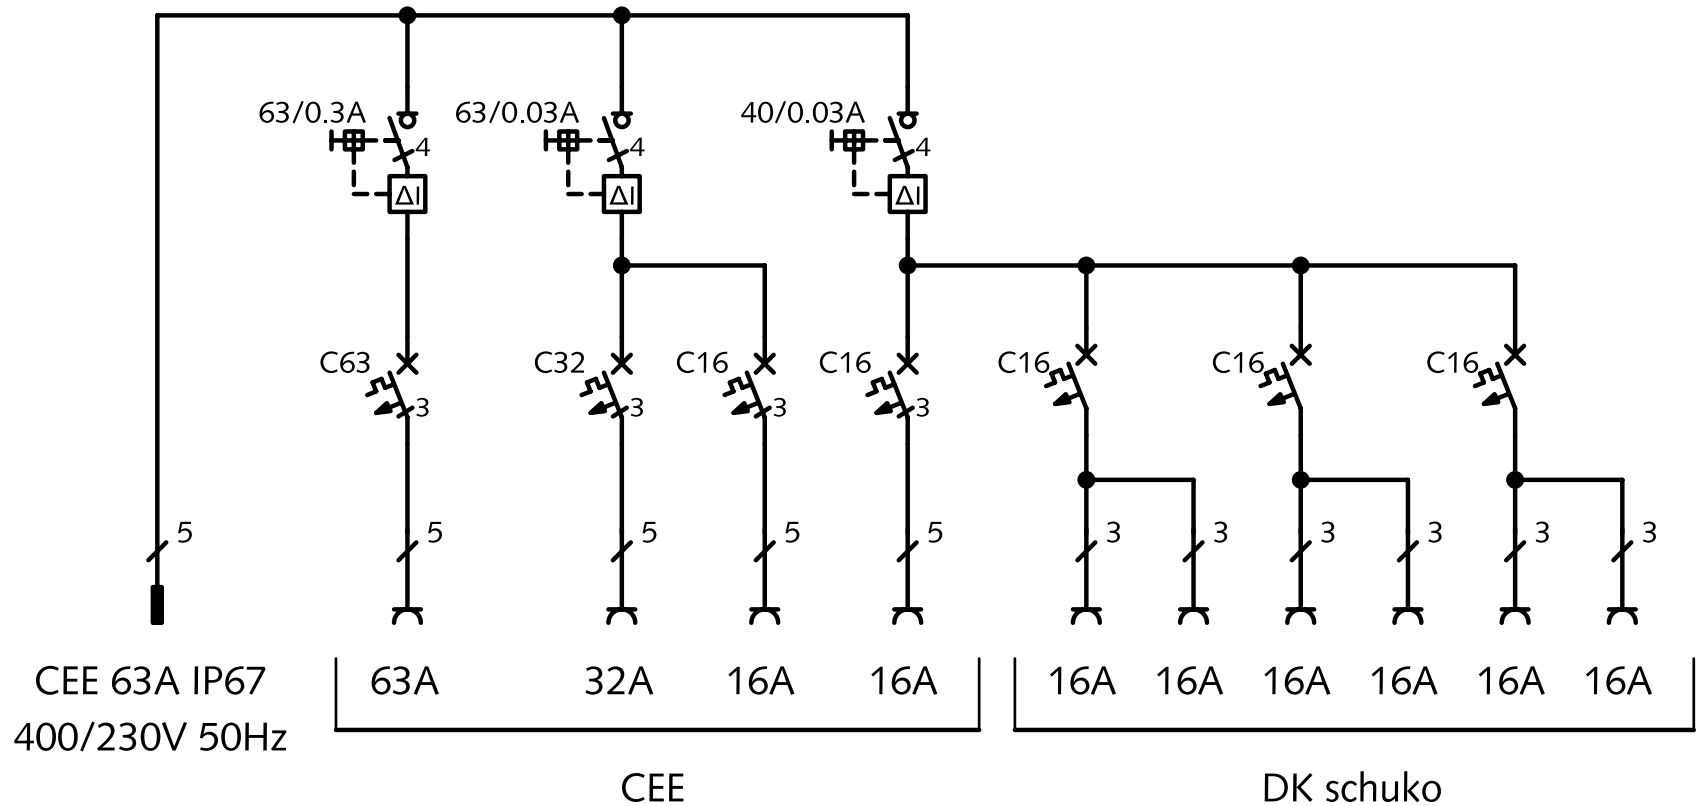 63/0.3A 63/0.03A 40/0.03A
4 4 4
ΔI ΔI ΔI
C63 C32 C16 C16 C16 C16 C16
3 3 3 3
5 5 5 5 5 3 3 3 3 3 3
CEE 63A IP67 63A 32A 16A 16A 16A 16A 16A 16A 16A 16A
400/230V 50Hz
CEE DK schuko